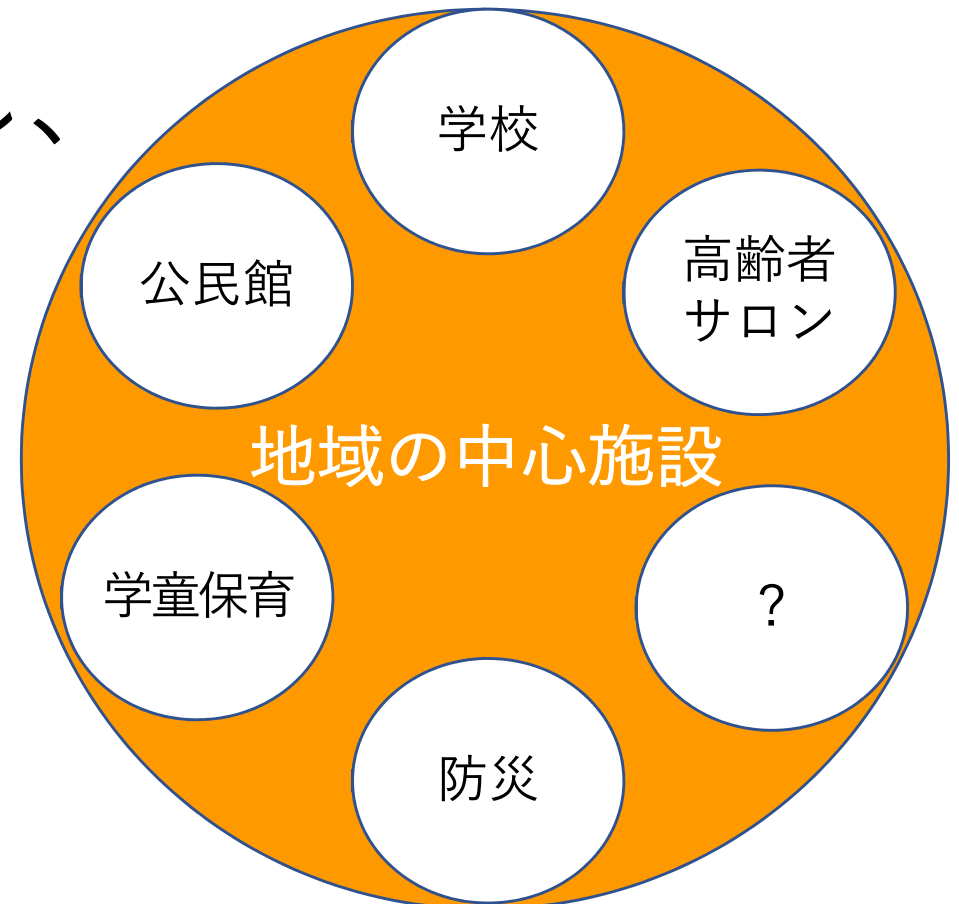 、
学校
高齢者
サロン
公民館
地域の中心施設
学童保育
?
防災